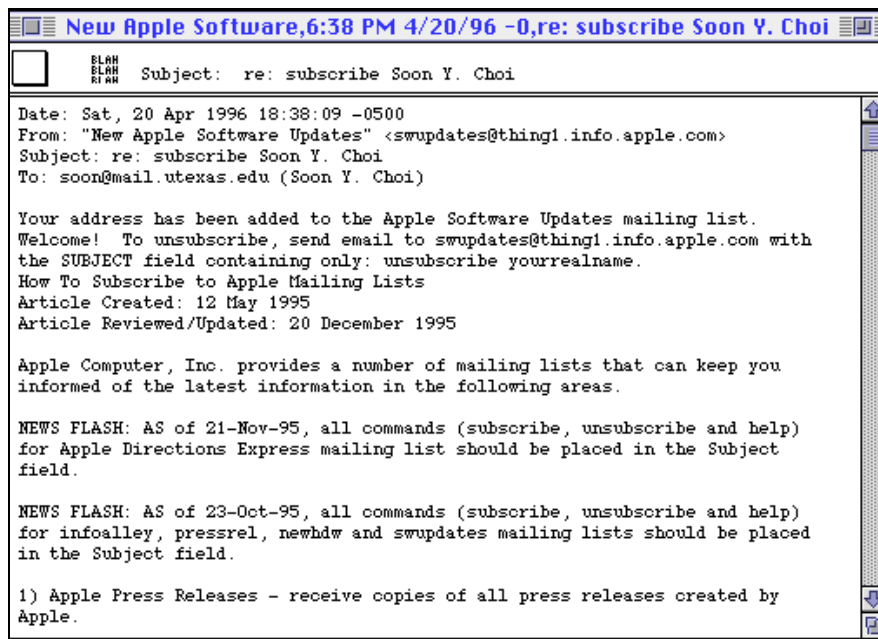 New Apple Software,6:38 PM 4/20/96 -0,re: subscribe Soon Y. Choi
BLAH
BLAH
BLAH
Subject: re: subscribe Soon Y. Choi
Date: Sat, 20 Apr 1996 18:38:09 -0500
From: "New Apple Software Updates" <swupdates@thing1.info.apple.com>
Subject: re: subscribe Soon Y. Choi
To: soon@mail.utexas.edu (Soon Y. Choi)
Your address has been added to the Apple Software Updates mailing list.
Welcome! To unsubscribe, send email to swupdates@thing1.info.apple.com with
the SUBJECT field containing only: unsubscribe yourrealname.
How To Subscribe to Apple Mailing Lists
Article Created: 12 May 1995
Article Reviewed/Updated: 20 December 1995
Apple Computer, Inc. provides a number of mailing lists that can keep you
informed of the latest information in the following areas.
NEWS FLASH: AS of 21-Nov-95, all commands (subscribe, unsubscribe and help)
for Apple Directions Express mailing list should be placed in the Subject
field.
NEWS FLASH: AS of 23-Oct-95, all commands (subscribe, unsubscribe and help)
for infoalley, pressrel, newhdw and swupdates mailing lists should be placed
in the Subject field.
1) Apple Press Releases - receive copies of all press releases created by
Apple.